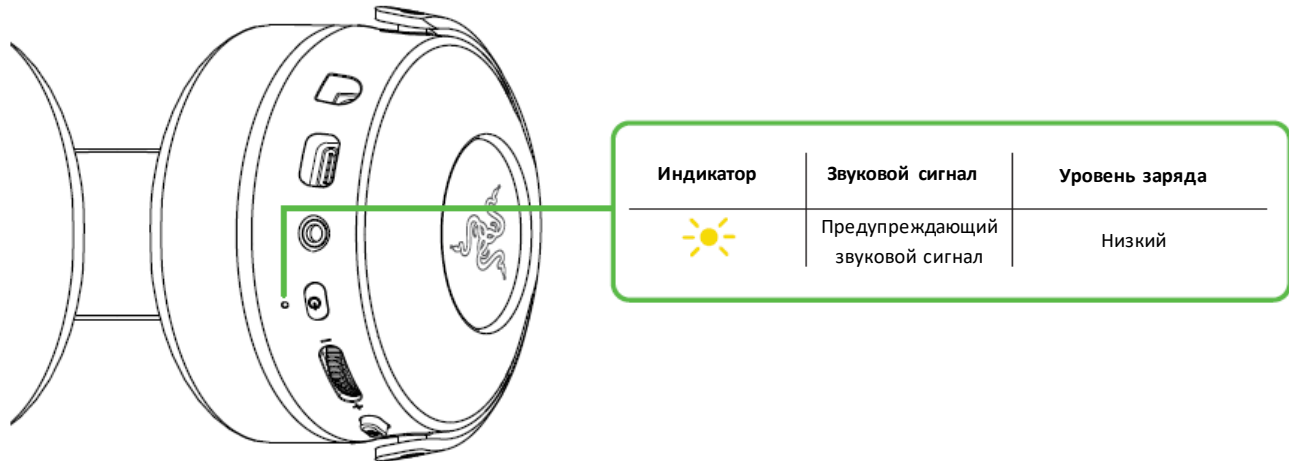 Индикатор
Звуковой сигнал
Уровень заряда
Предупреждающий
звуковой сигнал
Низкий